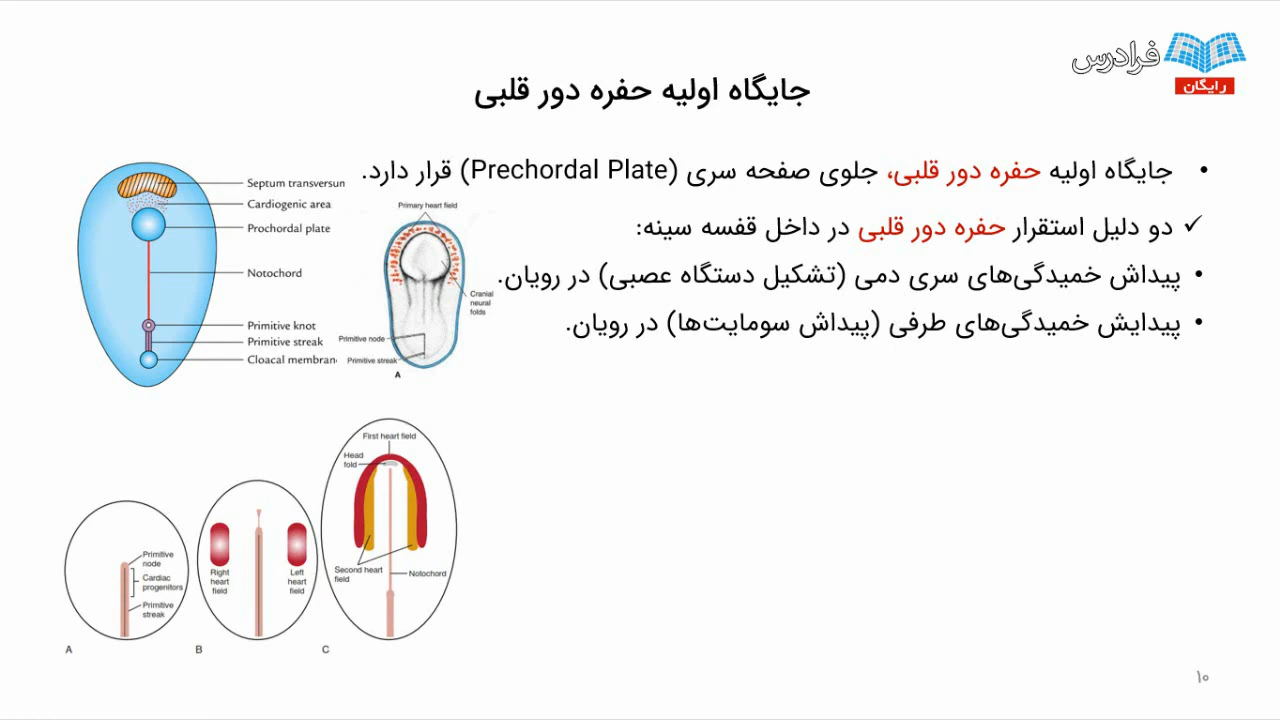 فرادرس
رایگان
جایگاه اولیه حفره دور قلبی
• جایگاه اولیه حفره دور قلبی، جلوی صفحه سری (Prechordal Plate) قرار دارد.
✓ دو دلیل استقرار حفره دور قلبی در داخل قفسه سینه:
• پیداش خمیدگی‌های سری دمی (تشکیل دستگاه عصبی) در رویان.
• پیدایش خمیدگی‌های طرفی (پیداش سومایت‌ها) در رویان.
Septum transversun
Cardiogenic area
Prochordal plate
Notochord
Primitive knot
Primitive streak
Cloacal membran
Primary heart field
Cranial
neural
folds
Primitive node
Primitive streak
A
Primitive
node
Cardiac
progenitors
Primitive
streak
A
Right
heart
field
Left
heart
field
B
First heart field
Head
fold
Second heart
field
Notochord
C
۱۰